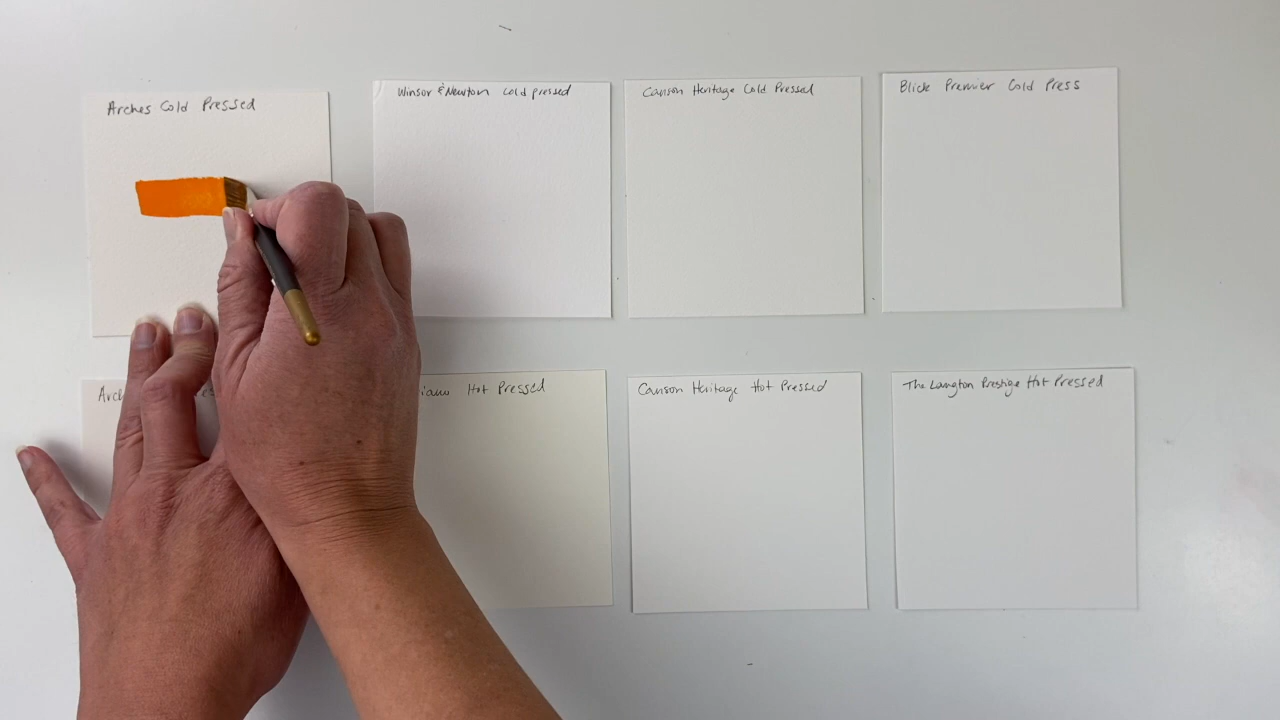 Arches Cold Pressed
Winsor & Newton cold pressed
Canson Heritage Cold Pressed
Blick Premier Cold Press
Canson Heritage Hot Pressed
Hot Pressed
The Langton Prestige Hot Pressed